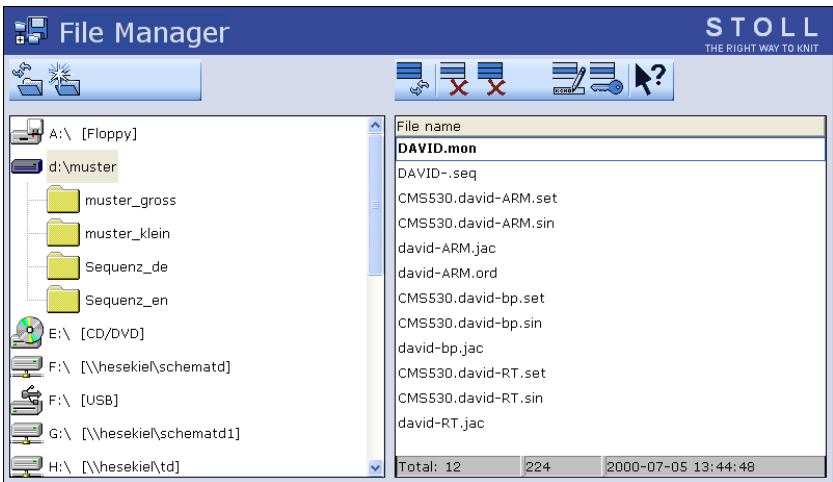 File Manager
STOLL
THE RIGHT WAY TO KNIT
A:\ [Floppy]
d:\muster
muster_gross
muster_klein
Sequenz_de
Sequenz_en
E:\ [CD/DVD]
F:\ [\\hesekiel\schematd]
F:\ [USB]
G:\ [\\hesekiel\schematd1]
H:\ [\\hesekiel\td]
File name
DAVID.mon
DAVID-.seq
CMS530.david-ARM.set
CMS530.david-ARM.sin
david-ARM.jac
david-ARM.ord
CMS530.david-bp.set
CMS530.david-bp.sin
david-bp.jac
CMS530.david-RT.set
CMS530.david-RT.sin
david-RT.jac
Total: 12 224 2000-07-05 13:44:48